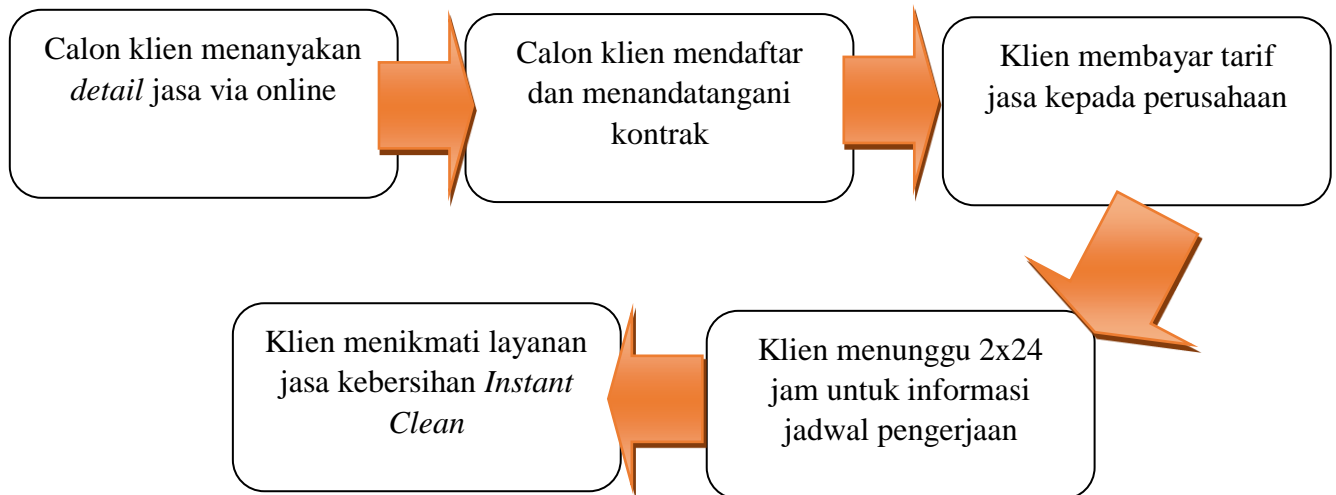 Calon klien menanyakan
detail jasa via online
Calon klien mendaftar
dan menandatangani
kontrak
Klien membayar tarif
jasa kepada perusahaan
Klien menunggu 2x24
jam untuk informasi
jadwal pengerjaan
Klien menikmati layanan
jasa kebersihan Instant
Clean